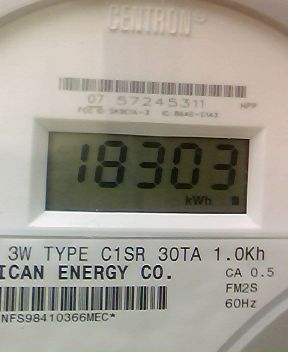 CENTRON®
07 57245311
HPP
18303
kWh
3W TYPE C1SR 30TA 1.0Kh
ICAN ENERGY CO.
CA 0.5
FM2S
60Hz
NFS98410366MEC*